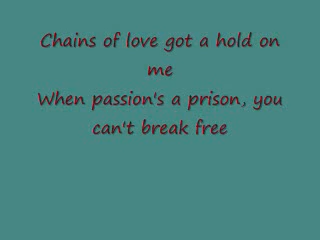 Chains of love got a hold on
me
When passion's a prison, you
can't break free